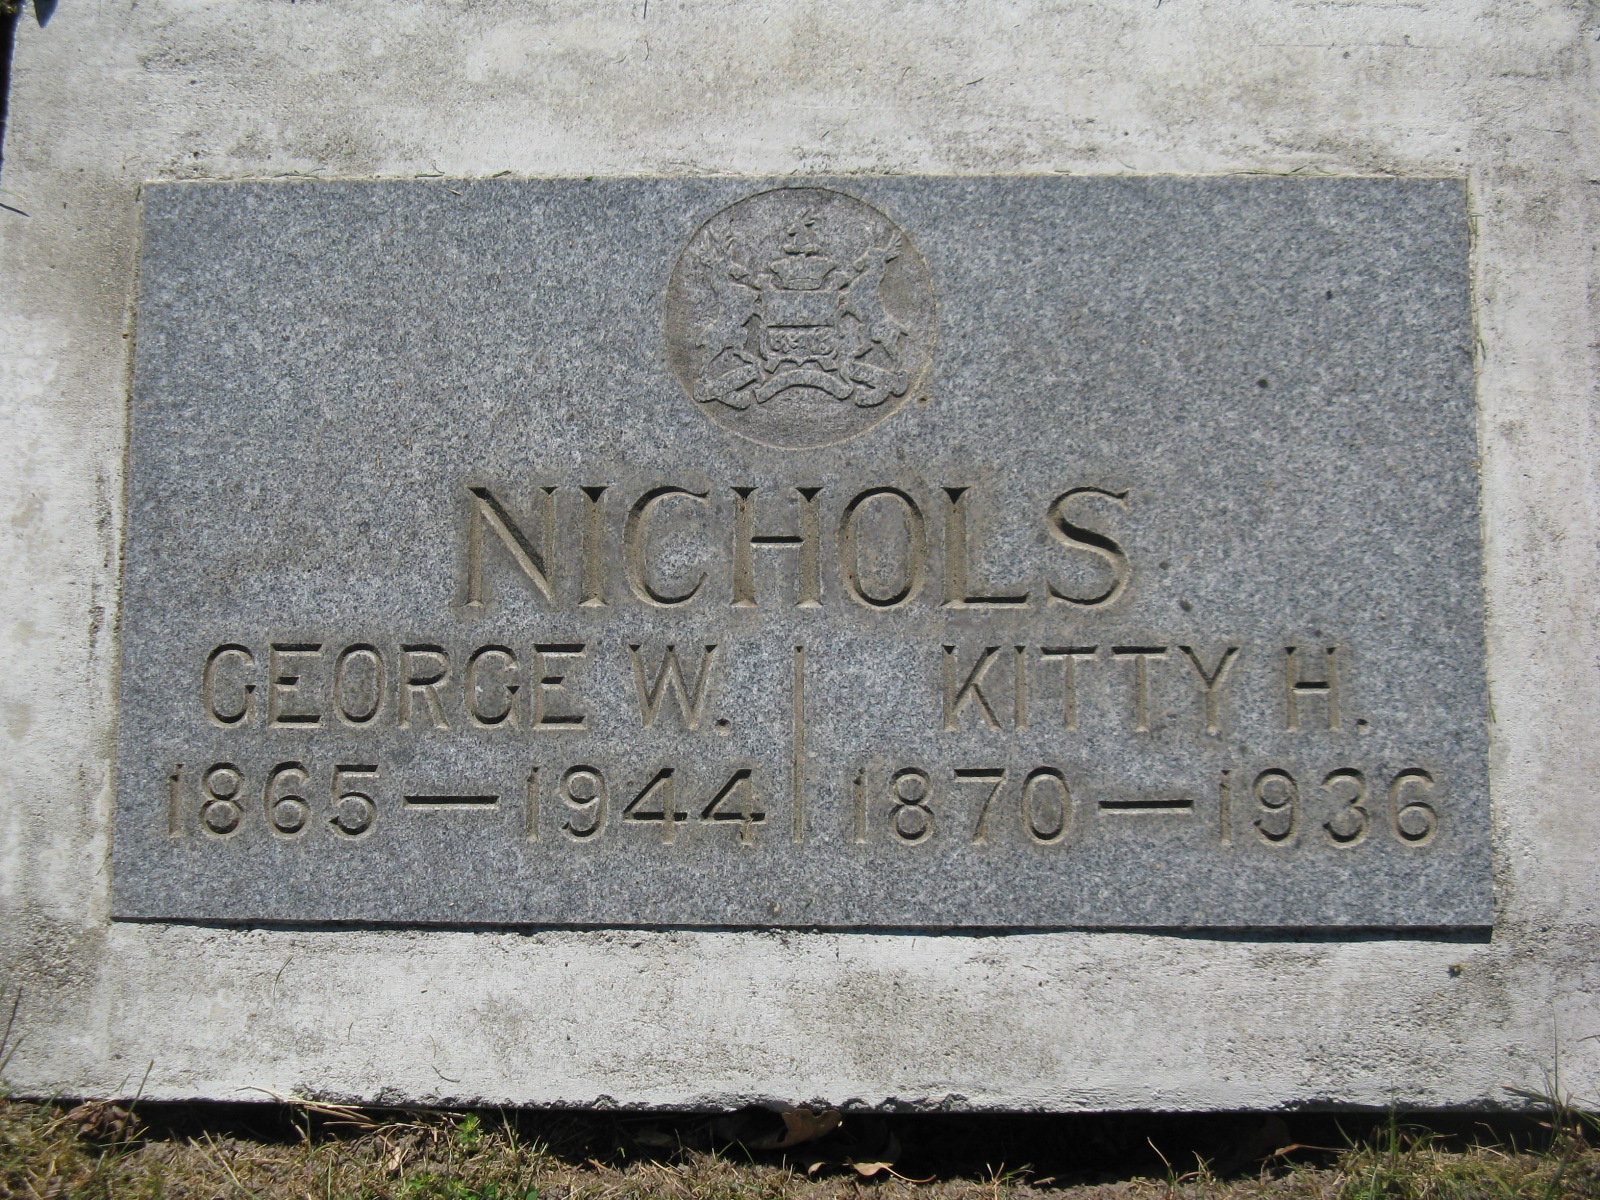 NICHOLS
GEORGE W. KITTY H.
1865—1944 1870—1936